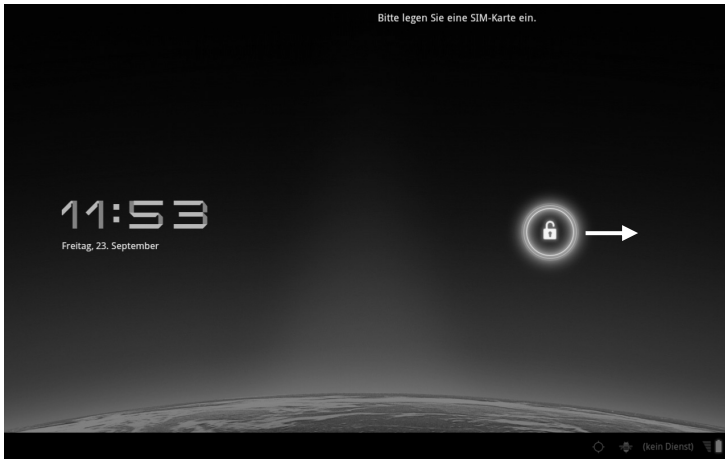 Bitte legen Sie eine SIM-Karte ein.
11:53
Freitag, 23. September
(kein Dienst)